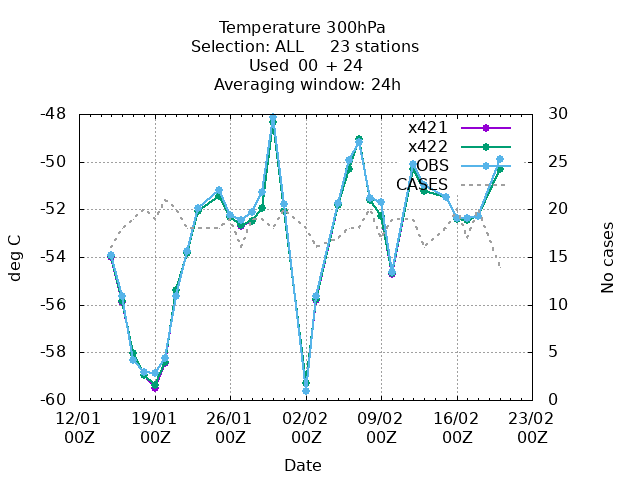 Temperature 300hPa
Selection: ALL     23 stations
Used  00  + 24
Averaging window: 24h
-48
-50
-52
-54
-56
-58
-60
30
25
20
15
10
5
0
x421
x422
OBS
CASES
deg C
No cases
12/01 19/01 26/01 02/02 09/02 16/02 23/02
00Z 00Z 00Z 00Z 00Z 00Z 00Z
Date